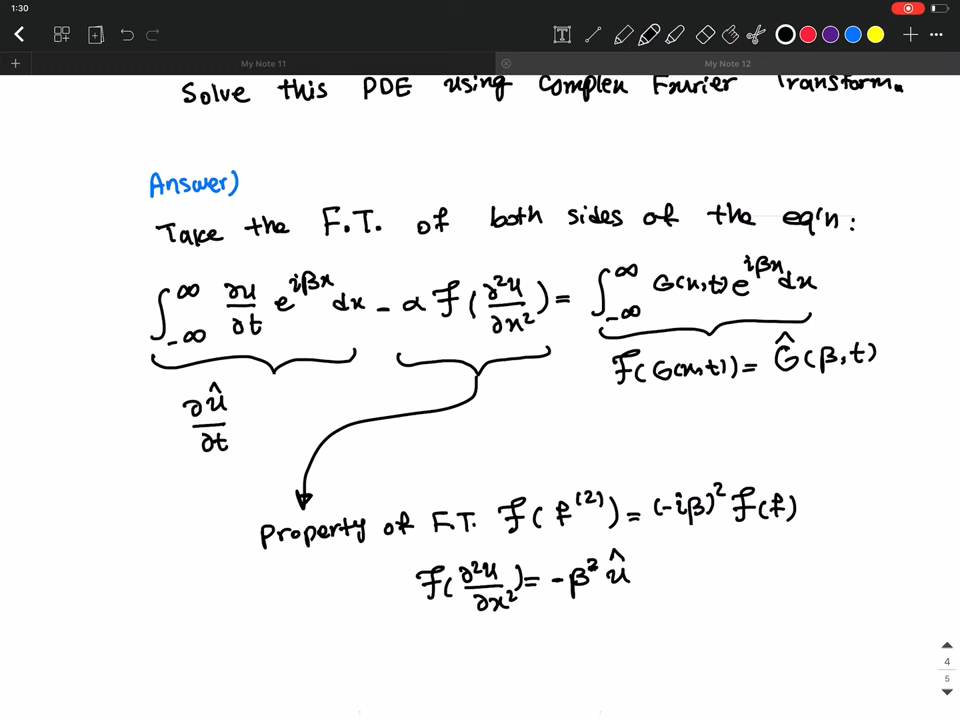 1:30
My Note 11
My Note 12
Solve this PDE using Complex Fourier Transform.
Answer)
Take the F.T. of both sides of the eq'n:
∫_{-∞}^{∞} ∂u/∂t e^{iβx} dx - α ℱ(∂²u/∂x²) = ∫_{-∞}^{∞} G(x,t) e^{iβx} dx
ℱ(G(x,t)) = Ĝ(β,t)
∂û/∂t
Property of F.T. ℱ(f^{(2)}) = (-iβ)² ℱ(f)
ℱ(∂²u/∂x²) = -β² û
4
5